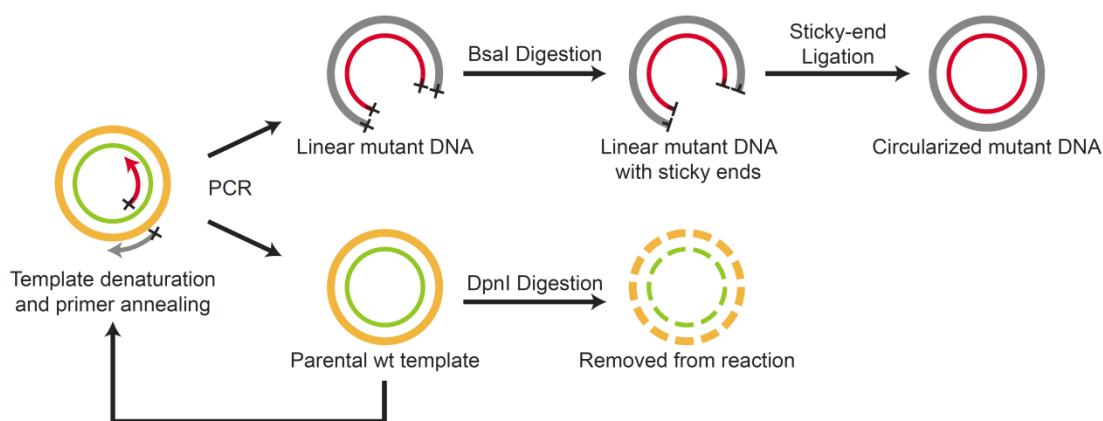 BsaI Digestion
Sticky-end
Ligation
Linear mutant DNA
Linear mutant DNA
with sticky ends
Circularized mutant DNA
PCR
Template denaturation
and primer annealing
DpnI Digestion
Parental wt template
Removed from reaction